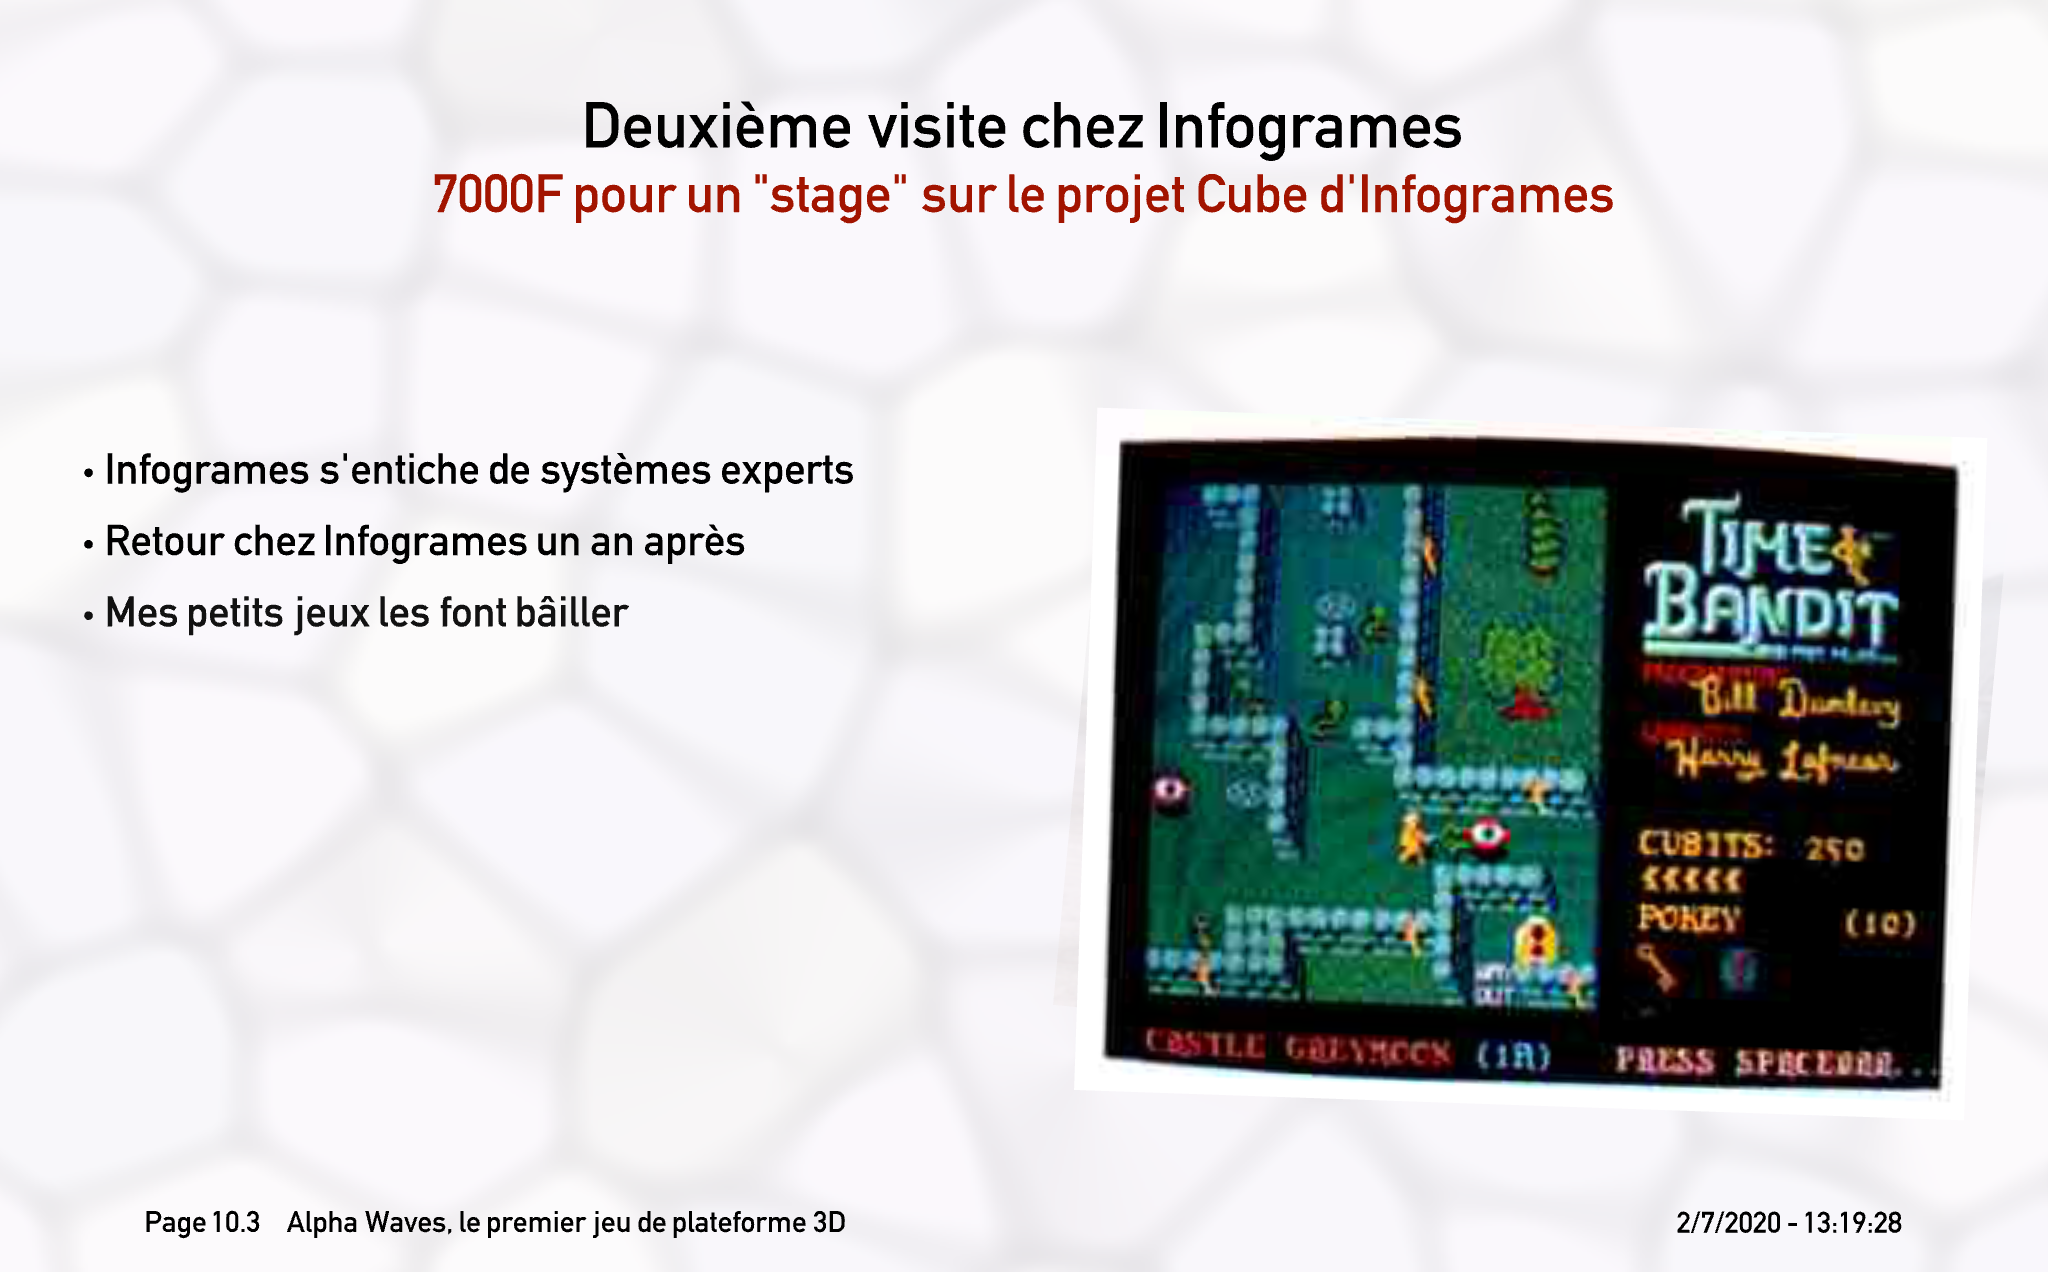 Deuxième visite chez Infogrames
7000F pour un "stage" sur le projet Cube d'Infogrames
• Infogrames s'entiche de systèmes experts
• Retour chez Infogrames un an après
• Mes petits jeux les font bâiller
TIME
BANDIT
Bill Dunlevy
Harry Lafnear
CUBITS: 250
POKEY (10)
OUT
CASTLE GREYMOON (1A) PRESS SPACEBAR...
Page 10.3 Alpha Waves, le premier jeu de plateforme 3D 2/7/2020 - 13:19:28